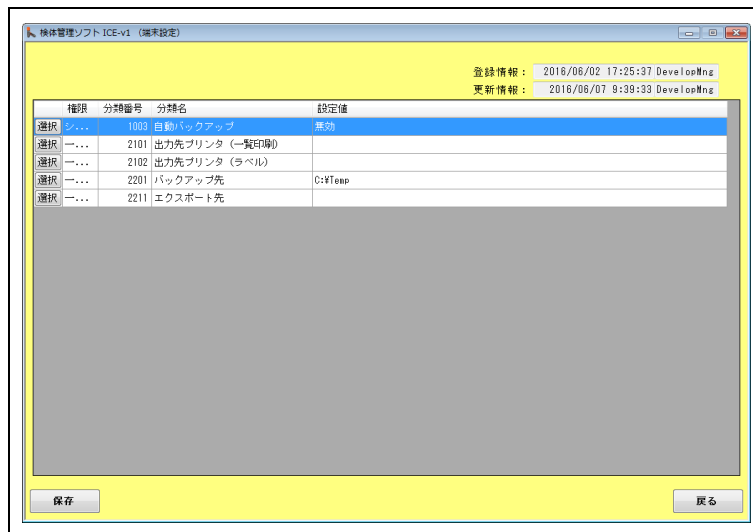 検体管理ソフト ICE-v1 （端末設定）
登録情報： 2016/06/02 17:25:37 DevelopMng
更新情報： 2016/06/07 9:39:33 DevelopMng
権限 分類番号 分類名 設定値
選択 シ... 1003 自動バックアップ 無効
選択 一... 2101 出力先プリンタ（一覧印刷）
選択 一... 2102 出力先プリンタ（ラベル）
選択 一... 2201 バックアップ先 C:¥Temp
選択 一... 2211 エクスポート先
保存 戻る